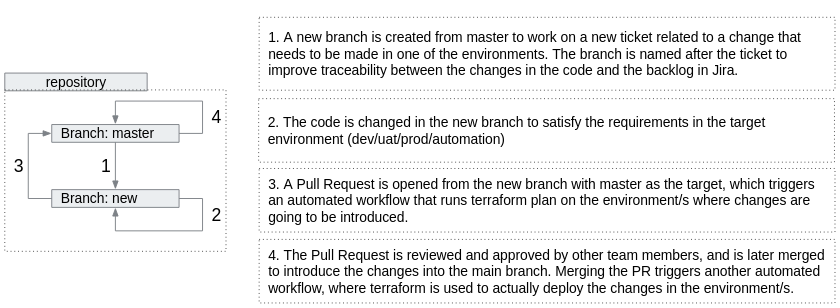 repository
Branch: master
4
3
1
Branch: new
2
1. A new branch is created from master to work on a new ticket related to a change that
needs to be made in one of the environments. The branch is named after the ticket to
improve traceability between the changes in the code and the backlog in Jira.
2. The code is changed in the new branch to satisfy the requirements in the target
environment (dev/uat/prod/automation)
3. A Pull Request is opened from the new branch with master as the target, which triggers
an automated workflow that runs terraform plan on the environment/s where changes are
going to be introduced.
4. The Pull Request is reviewed and approved by other team members, and is later merged
to introduce the changes into the main branch. Merging the PR triggers another automated
workflow, where terraform is used to actually deploy the changes in the environment/s.